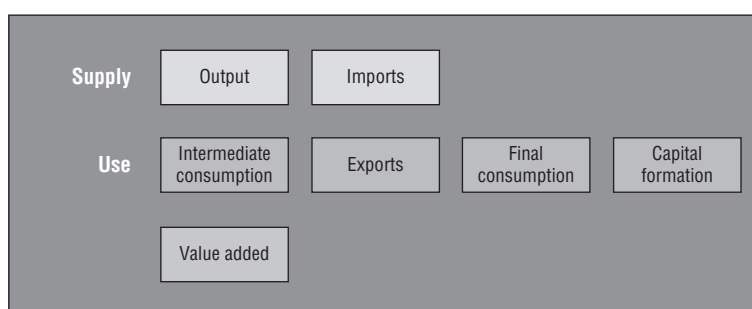 Supply
Output
Imports
Use
Intermediate
consumption
Exports
Final
consumption
Capital
formation
Value added